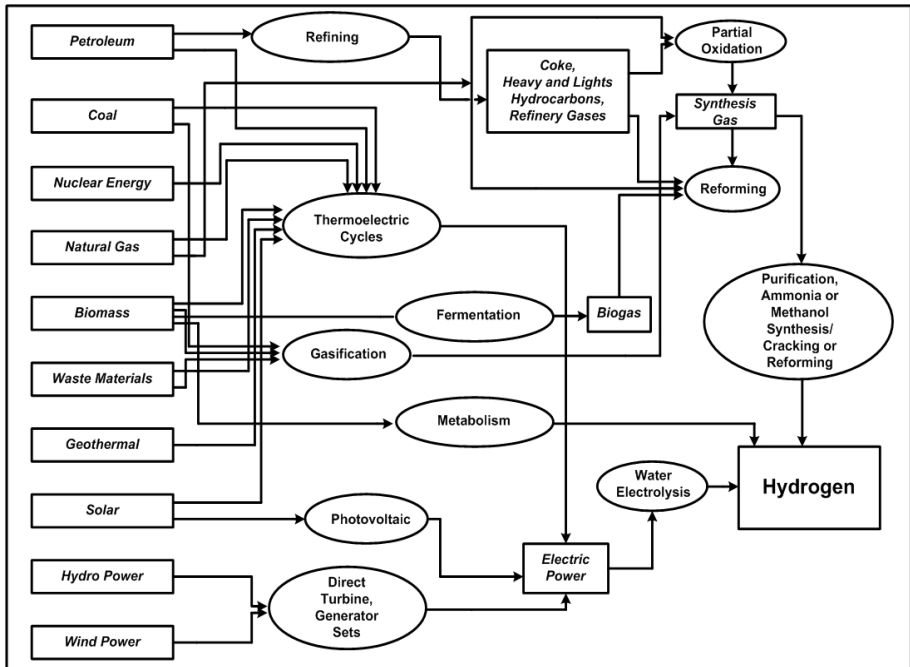 Petroleum
Coal
Nuclear Energy
Natural Gas
Biomass
Waste Materials
Geothermal
Solar
Hydro Power
Wind Power
Refining
Thermoelectric
Cycles
Fermentation
Gasification
Metabolism
Photovoltaic
Direct
Turbine,
Generator
Sets
Coke,
Heavy and Lights
Hydrocarbons,
Refinery Gases
Biogas
Electric
Power
Water
Electrolysis
Partial
Oxidation
Synthesis
Gas
Reforming
Purification,
Ammonia or
Methanol
Synthesis/
Cracking or
Reforming
Hydrogen